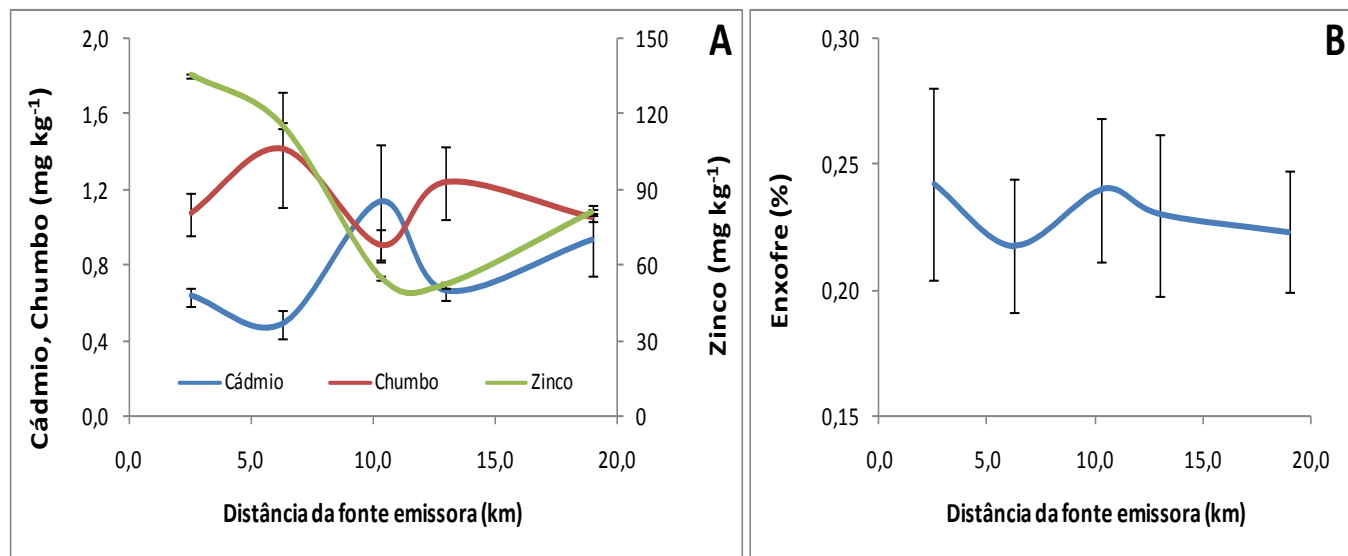 A
Cádmio, Chumbo (mg kg⁻¹)
2,0
1,6
1,2
0,8
0,4
0,0
150
120
90
60
30
0
Zinco (mg kg⁻¹)
Cádmio Chumbo Zinco
0,0 5,0 10,0 15,0 20,0
Distância da fonte emissora (km)
B
Enxofre (%)
0,30
0,25
0,20
0,15
0,0 5,0 10,0 15,0 20,0
Distância da fonte emissora (km)